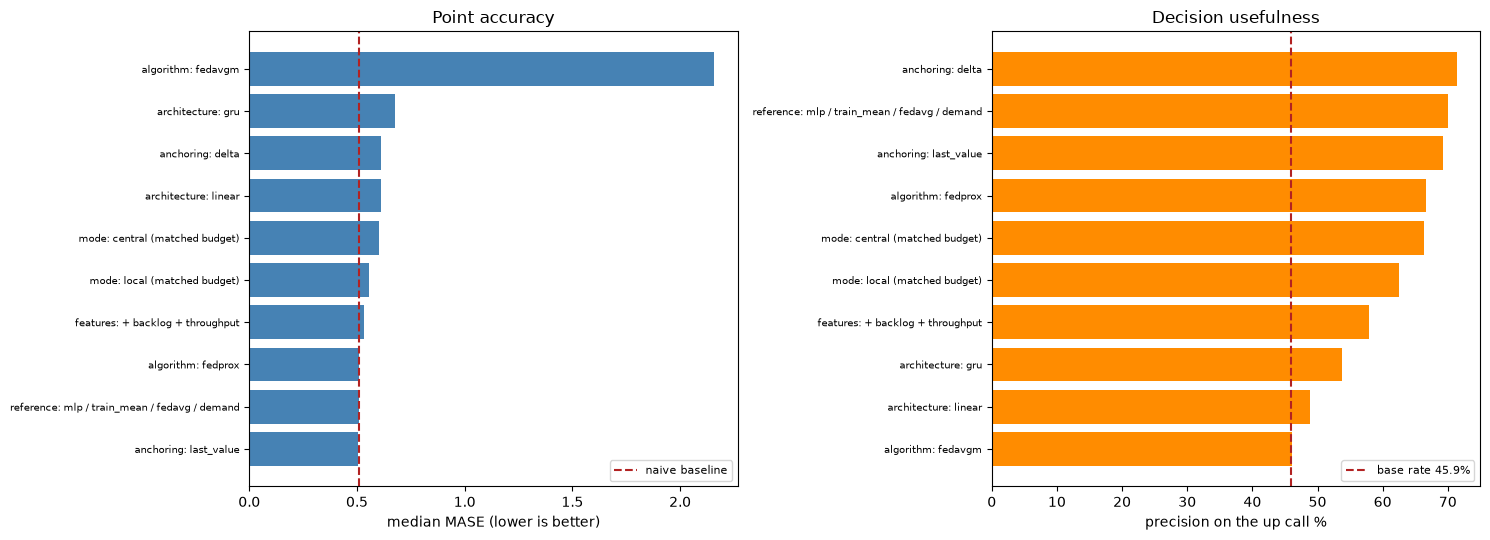 Point accuracy
algorithm: fedavgm
architecture: gru
anchoring: delta
architecture: linear
mode: central (matched budget)
mode: local (matched budget)
features: + backlog + throughput
algorithm: fedprox
reference: mlp / train_mean / fedavg / demand
anchoring: last_value
naive baseline
0.0 0.5 1.0 1.5 2.0
median MASE (lower is better)
Decision usefulness
anchoring: delta
reference: mlp / train_mean / fedavg / demand
anchoring: last_value
algorithm: fedprox
mode: central (matched budget)
mode: local (matched budget)
features: + backlog + throughput
architecture: gru
architecture: linear
algorithm: fedavgm
base rate 45.9%
0 10 20 30 40 50 60 70
precision on the up call %